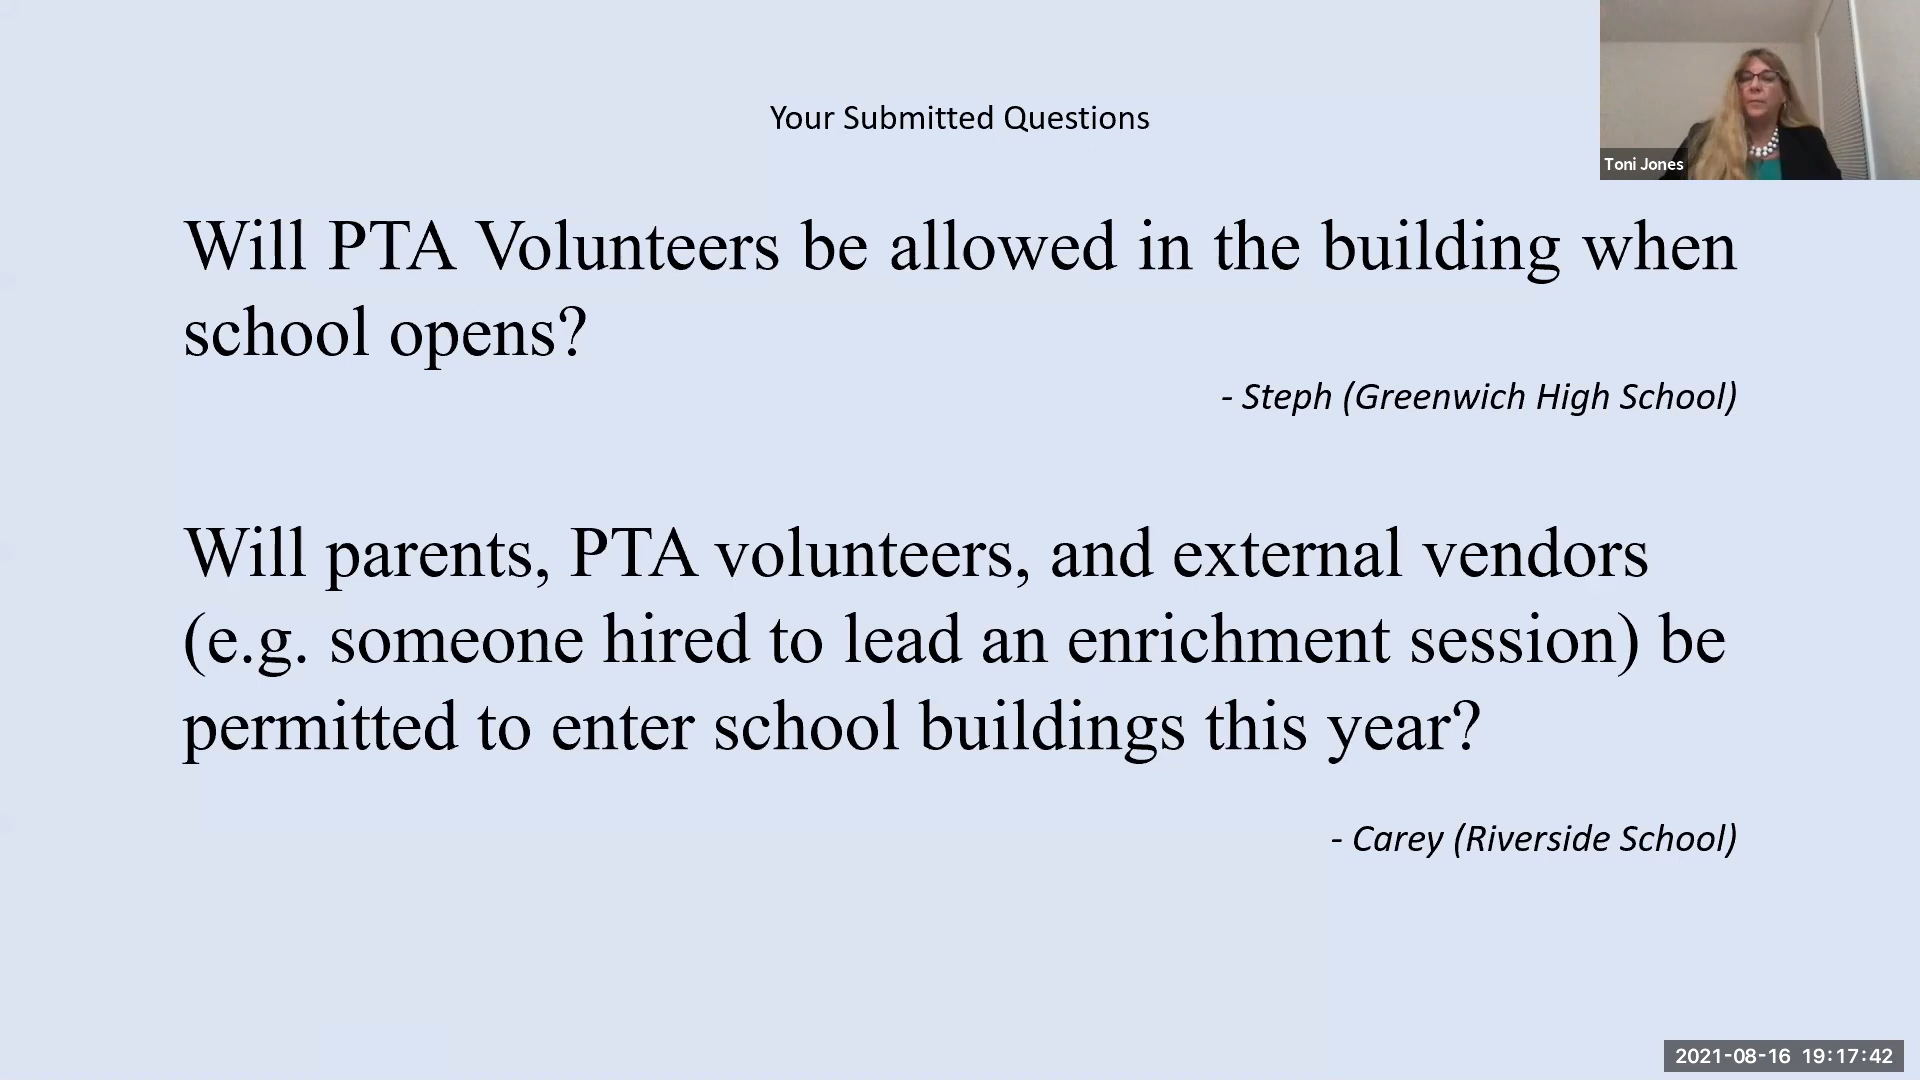 Your Submitted Questions
Toni Jones
Will PTA Volunteers be allowed in the building when
school opens?
- Steph (Greenwich High School)
Will parents, PTA volunteers, and external vendors
(e.g. someone hired to lead an enrichment session) be
permitted to enter school buildings this year?
- Carey (Riverside School)
2021-08-16 19:17:42